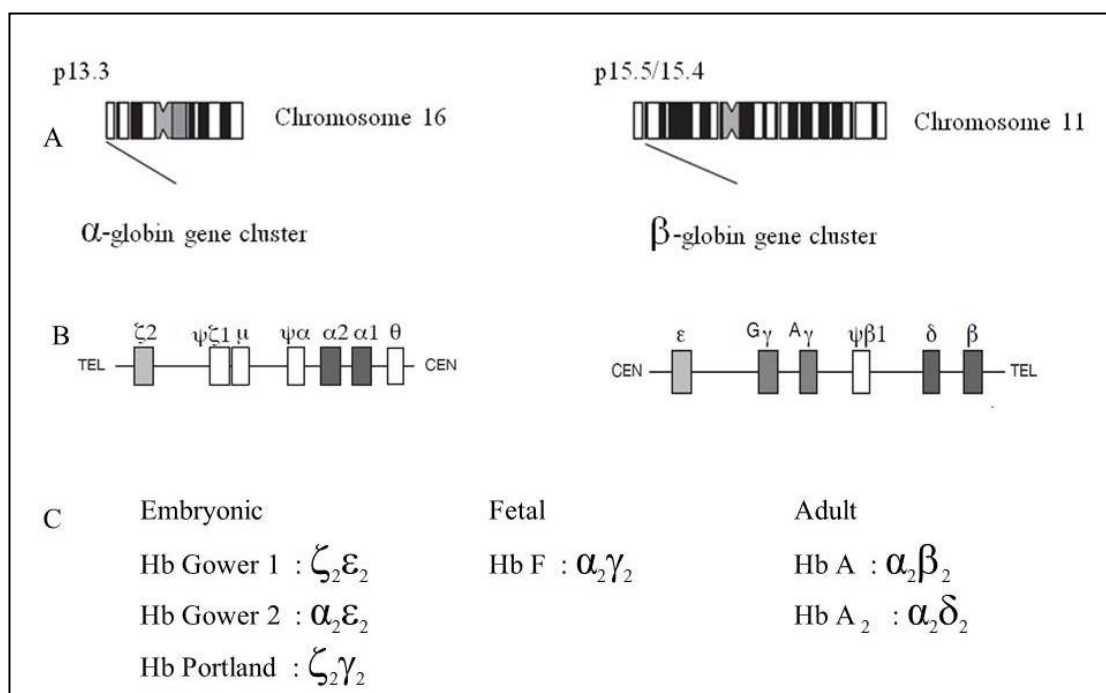 p13.3
p15.5/15.4
A
Chromosome 16
Chromosome 11
α-globin gene cluster
β-globin gene cluster
B
ζ2 ψζ1 μ ψα α2 α1 θ
TEL CEN
ε Gγ Aγ ψβ1 δ β
CEN TEL
C
Embryonic Fetal Adult
Hb Gower 1 : ζ₂ε₂ Hb F : α₂γ₂ Hb A : α₂β₂
Hb Gower 2 : α₂ε₂ Hb A ₂ : α₂δ₂
Hb Portland : ζ₂γ₂